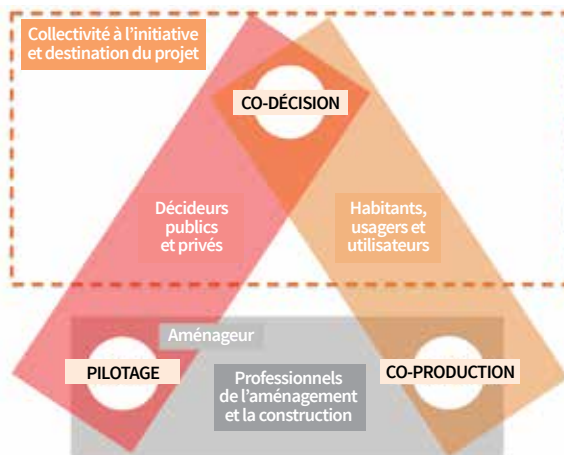 Collectivité à l'initiative
et destination du projet
CO-DÉCISION
Décideurs
publics
et privés
Habitants,
usagers et
utilisateurs
Aménageur
PILOTAGE
CO-PRODUCTION
Professionnels
de l'aménagement
et la construction